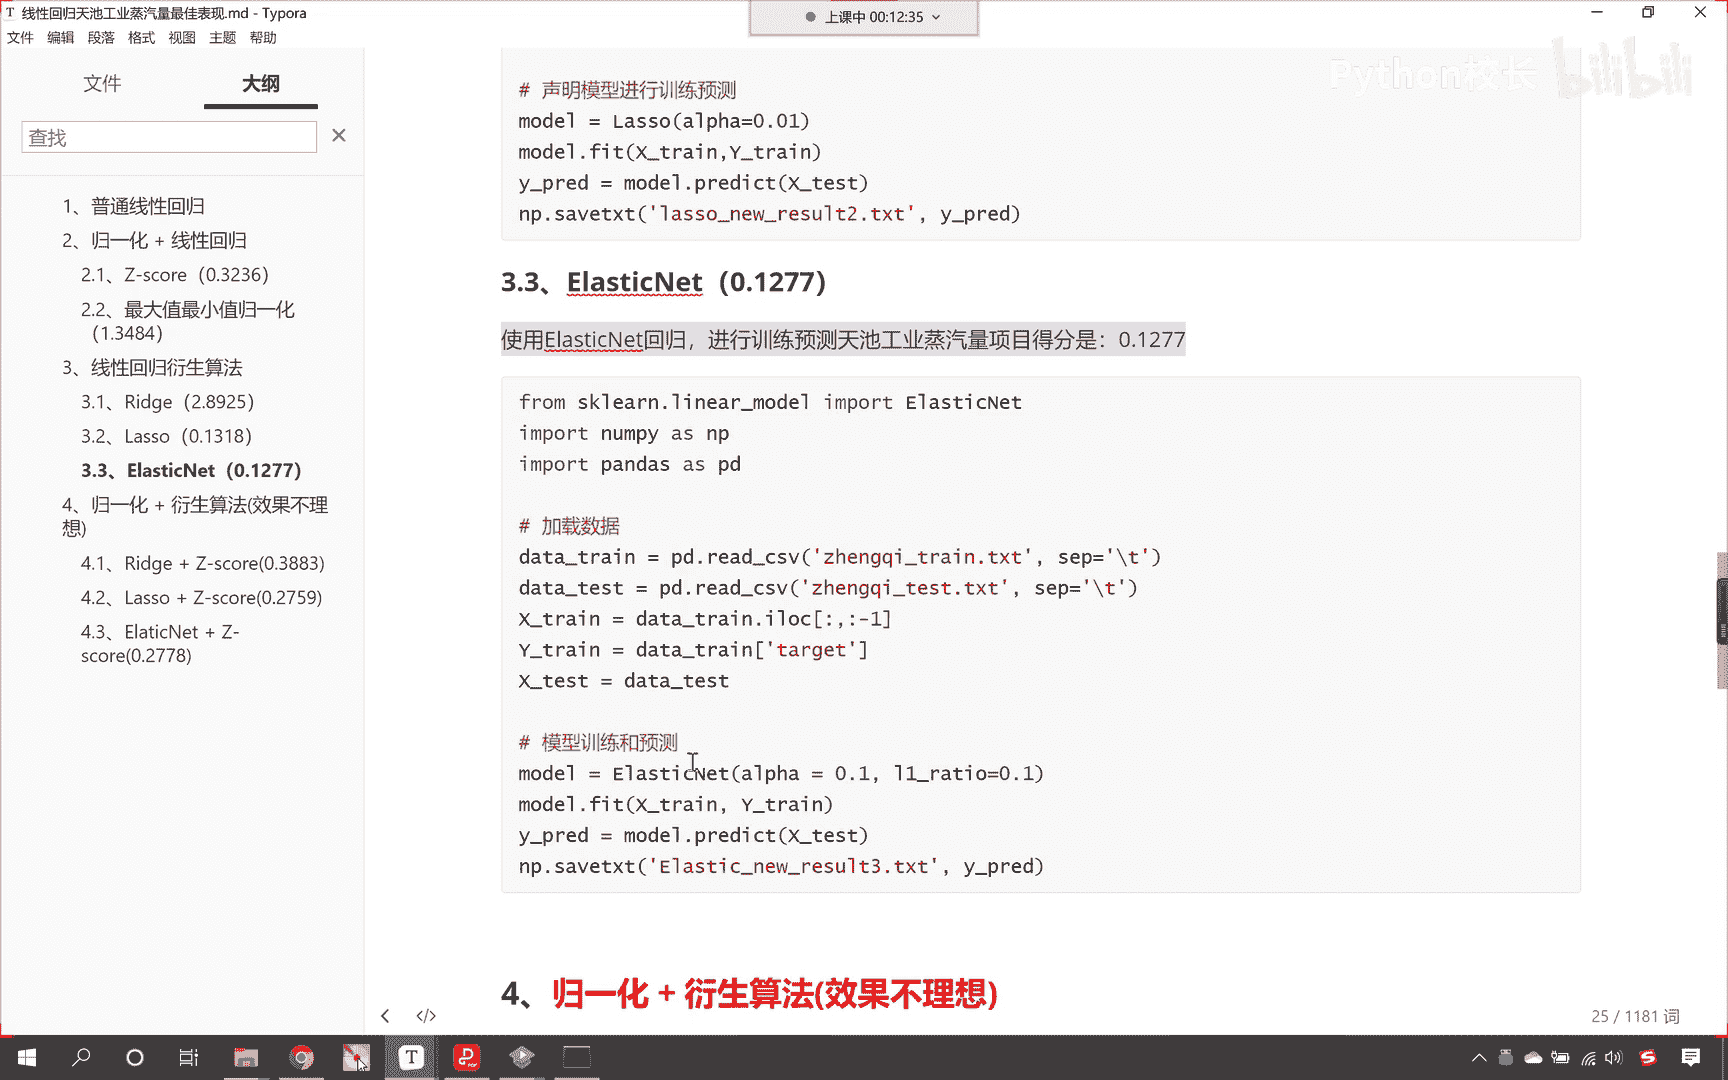 线性回归天池工业蒸汽量最佳表现.md - Typora
上课中 00:12:35
文件 编辑 段落 格式 视图 主题 帮助
Python校长 bilibili
文件 大纲
查找
1、普通线性回归
2、归一化 + 线性回归
2.1、Z-score（0.3236）
2.2、最大值最小值归一化
（1.3484）
3、线性回归衍生算法
3.1、Ridge（2.8925）
3.2、Lasso（0.1318）
3.3、ElasticNet（0.1277）
4、归一化 + 衍生算法(效果不理
想)
4.1、Ridge + Z-score(0.3883)
4.2、Lasso + Z-score(0.2759)
4.3、ElaticNet + Z-
score(0.2778)
# 声明模型进行训练预测
model = Lasso(alpha=0.01)
model.fit(X_train,Y_train)
y_pred = model.predict(X_test)
np.savetxt('lasso_new_result2.txt', y_pred)
3.3、ElasticNet（0.1277）
使用ElasticNet回归，进行训练预测天池工业蒸汽量项目得分是：0.1277
from sklearn.linear_model import ElasticNet
import numpy as np
import pandas as pd
# 加载数据
data_train = pd.read_csv('zhengqi_train.txt', sep='\t')
data_test = pd.read_csv('zhengqi_test.txt', sep='\t')
X_train = data_train.iloc[:,:-1]
Y_train = data_train['target']
X_test = data_test
# 模型训练和预测
model = ElasticNet(alpha = 0.1, l1_ratio=0.1)
model.fit(X_train, Y_train)
y_pred = model.predict(X_test)
np.savetxt('Elastic_new_result3.txt', y_pred)
4、归一化 + 衍生算法(效果不理想)
25 / 1181 词